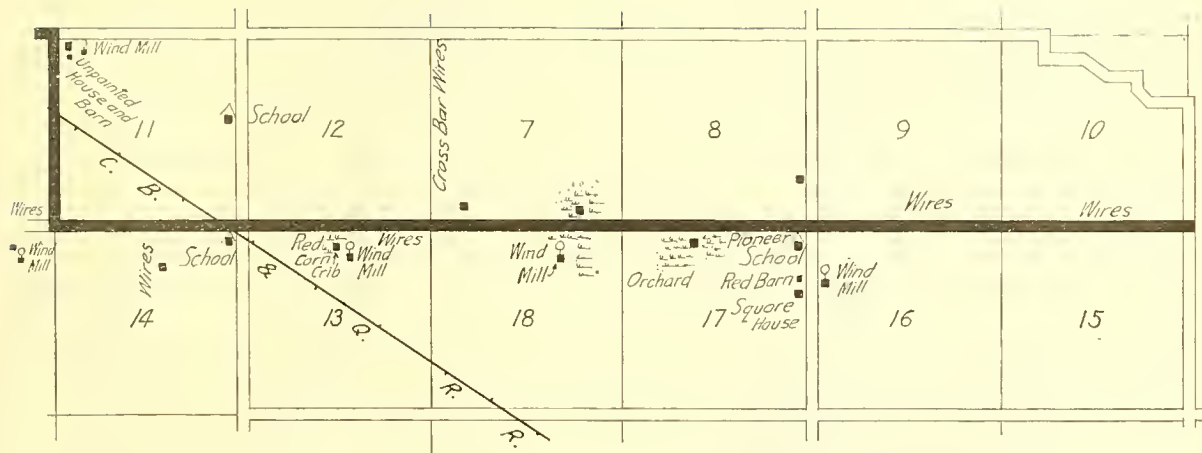 Wind Mill
Unpainted
House and
Barn
11
School
12
Cross Bar Wires
7
8
9
10
C. B. & Q. R. R.
Wires
Wires
Wires
Wind
Mill
Wires
School
Red
Corn
Crib
Wires
Wind
Mill
Wind
Mill
Orchard
Pioneer
School
Red Barn
Square
House
Wind
Mill
14
13
18
17
16
15